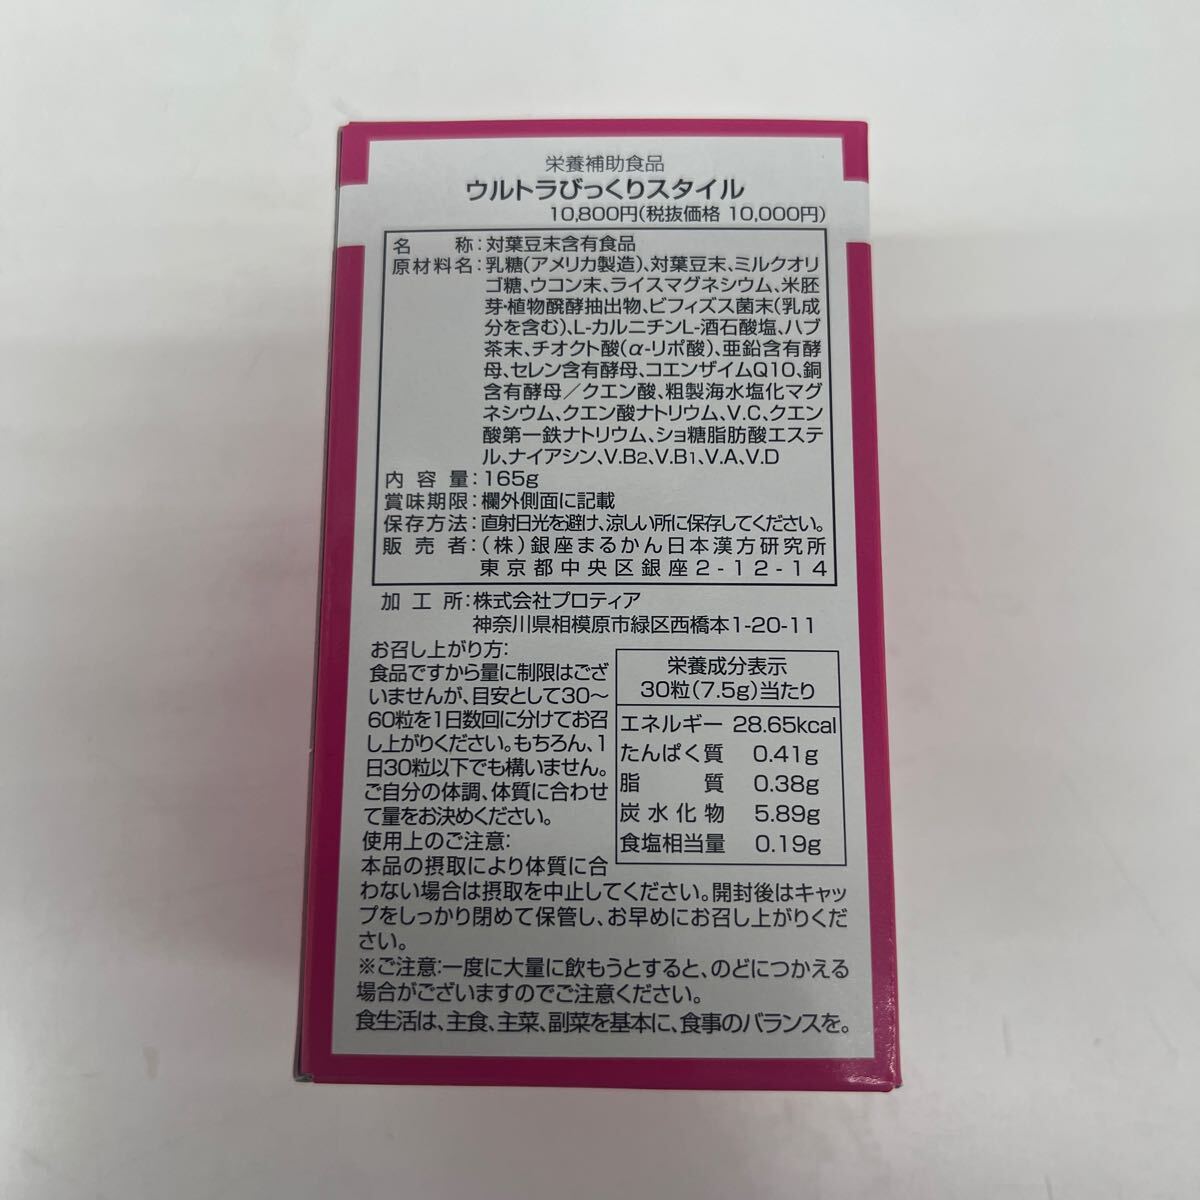 栄養補助食品
ウルトラびっくりスタイル
10,800円(税抜価格 10,000円)
名称:対葉豆末含有食品
原材料名:乳糖(アメリカ製造)、対葉豆末、ミルクオリ
ゴ糖、ウコン末、ライスマグネシウム、米胚
芽・植物醗酵抽出物、ビフィズス菌末(乳成
分を含む)、L-カルニチンL-酒石酸塩、ハブ
茶末、チオクト酸(α-リポ酸)、亜鉛含有酵
母、セレン含有酵母、コエンザイムQ10、銅
含有酵母/クエン酸、粗製海水塩化マグ
ネシウム、クエン酸ナトリウム、V.C、クエン
酸第一鉄ナトリウム、ショ糖脂肪酸エステ
ル、ナイアシン、V.B2、V.B1、V.A、V.D
内容量:165g
賞味期限:欄外側面に記載
保存方法:直射日光を避け、涼しい所に保存してください。
販売者:(株)銀座まるかん日本漢方研究所
東京都中央区銀座2-12-14
加工所:株式会社プロティア
神奈川県相模原市緑区西橋本1-20-11
お召し上がり方:
食品ですから量に制限はござ
いませんが、目安として30〜
60粒を1日数回に分けてお召
し上がりください。もちろん、1
日30粒以下でも構いません。
ご自分の体調、体質に合わせ
て量をお決めください。
使用上のご注意:
本品の摂取により体質に合
わない場合は摂取を中止してください。開封後はキャッ
プをしっかり閉めて保管し、お早めにお召し上がりくだ
さい。
※ご注意:一度に大量に飲もうとすると、のどにつかえる
場合がございますのでご注意ください。
食生活は、主食、主菜、副菜を基本に、食事のバランスを。
栄養成分表示
30粒(7.5g)当たり
エネルギー 28.65kcal
たんぱく質 0.41g
脂質 0.38g
炭水化物 5.89g
食塩相当量 0.19g